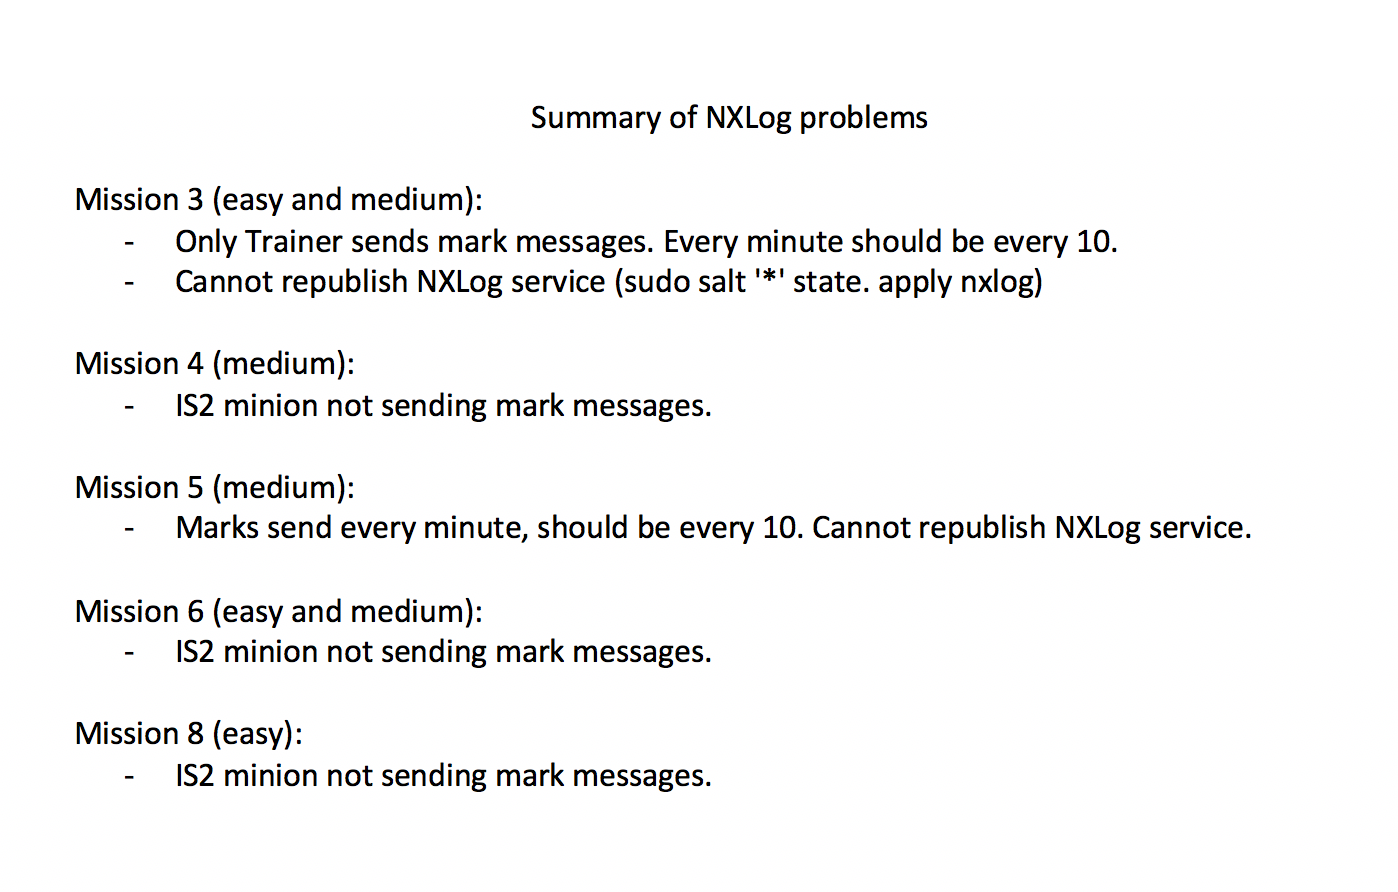 Summary of NXLog problems
Mission 3 (easy and medium):
- Only Trainer sends mark messages. Every minute should be every 10.
- Cannot republish NXLog service (sudo salt '*' state. apply nxlog)
Mission 4 (medium):
- IS2 minion not sending mark messages.
Mission 5 (medium):
- Marks send every minute, should be every 10. Cannot republish NXLog service.
Mission 6 (easy and medium):
- IS2 minion not sending mark messages.
Mission 8 (easy):
- IS2 minion not sending mark messages.